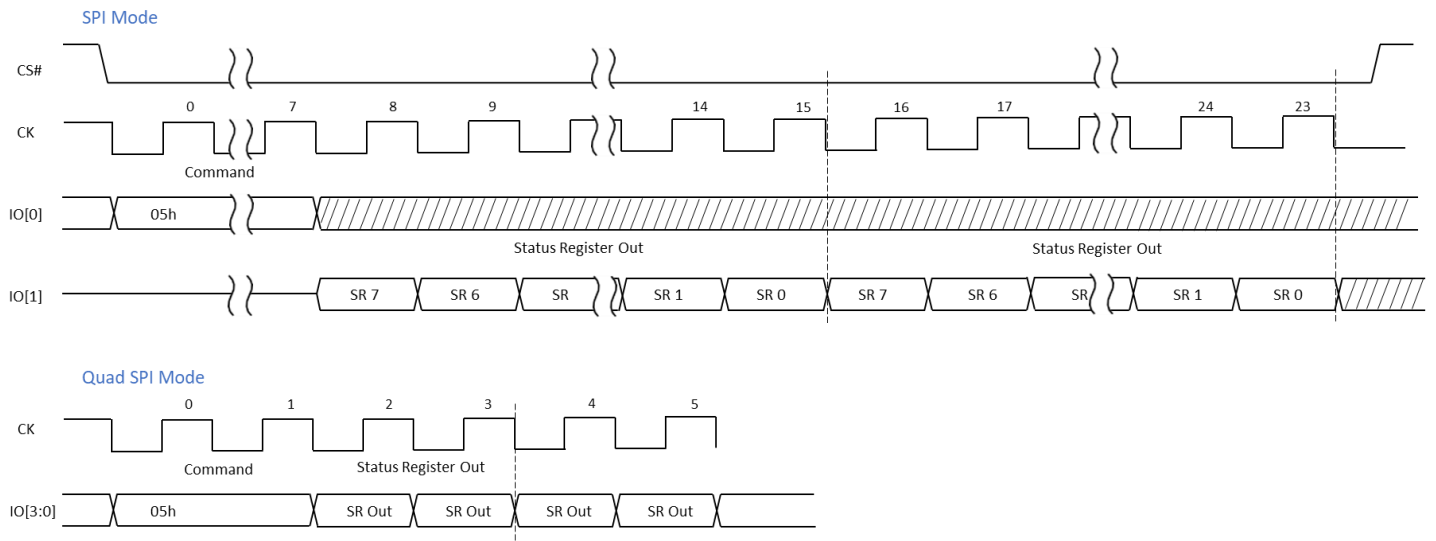 SPI Mode
CS#
0 7 8 9 14 15 16 17 24 23
CK
Command
IO[0] 05h
Status Register Out Status Register Out
IO[1] SR 7 SR 6 SR SR 1 SR 0 SR 7 SR 6 SR SR 1 SR 0
Quad SPI Mode
0 1 2 3 4 5
CK
Command Status Register Out
IO[3:0] 05h SR Out SR Out SR Out SR Out